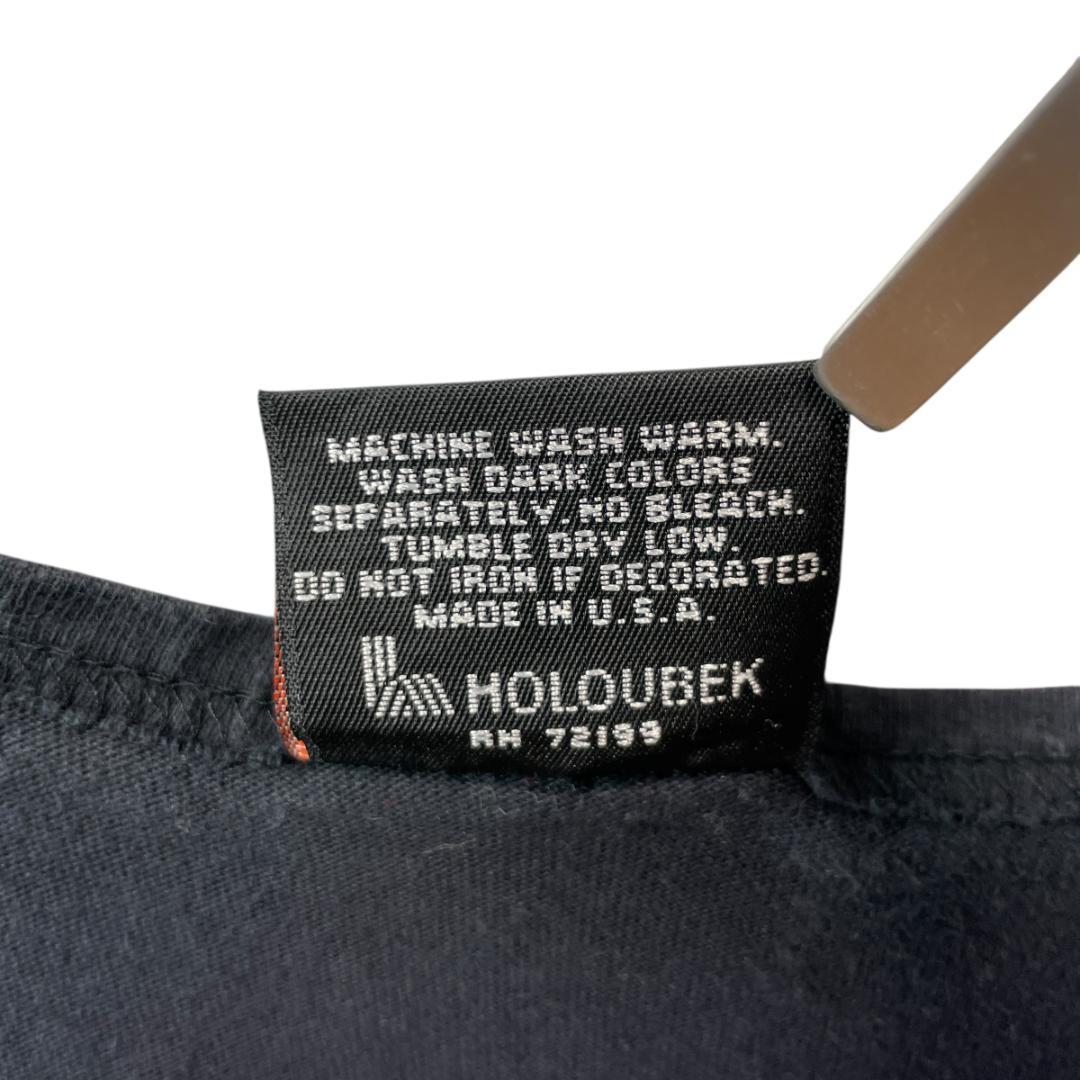 MACHINE WASH WARM.
WASH DARK COLORS
SEPARATELY. NO BLEACH.
TUMBLE DRY LOW.
DO NOT IRON IF DECORATED.
MADE IN U.S.A.
HOLOUBEK
RN 72199